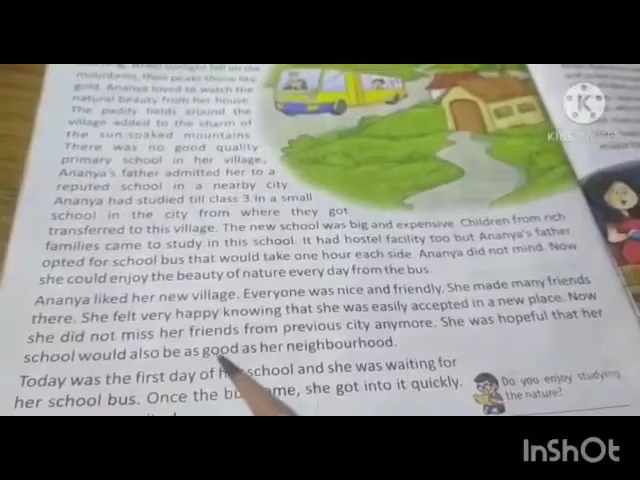 mountains, their peaks shone like
gold. Ananya loved to watch the
natural beauty from her house.
The paddy fields around the
village added to the charm of
the sun soaked mountains.
There was no good quality
primary school in her village,
Ananya's father admitted her to a
reputed school in a nearby city.
Ananya had studied till class 3 in a small
school in the city from where they got
transferred to this village. The new school was big and expensive. Children from rich
families came to study in this school. It had hostel facility too but Ananya's father
opted for school bus that would take one hour each side. Ananya did not mind. Now
she could enjoy the beauty of nature every day from the bus.
Ananya liked her new village. Everyone was nice and friendly. She made many friends
there. She felt very happy knowing that she was easily accepted in a new place. Now
she did not miss her friends from previous city anymore. She was hopeful that her
school would also be as good as her neighbourhood.
Today was the first day of her school and she was waiting for
her school bus. Once the bus came, she got into it quickly.
Do you enjoy studying
the nature?
K
InShOt